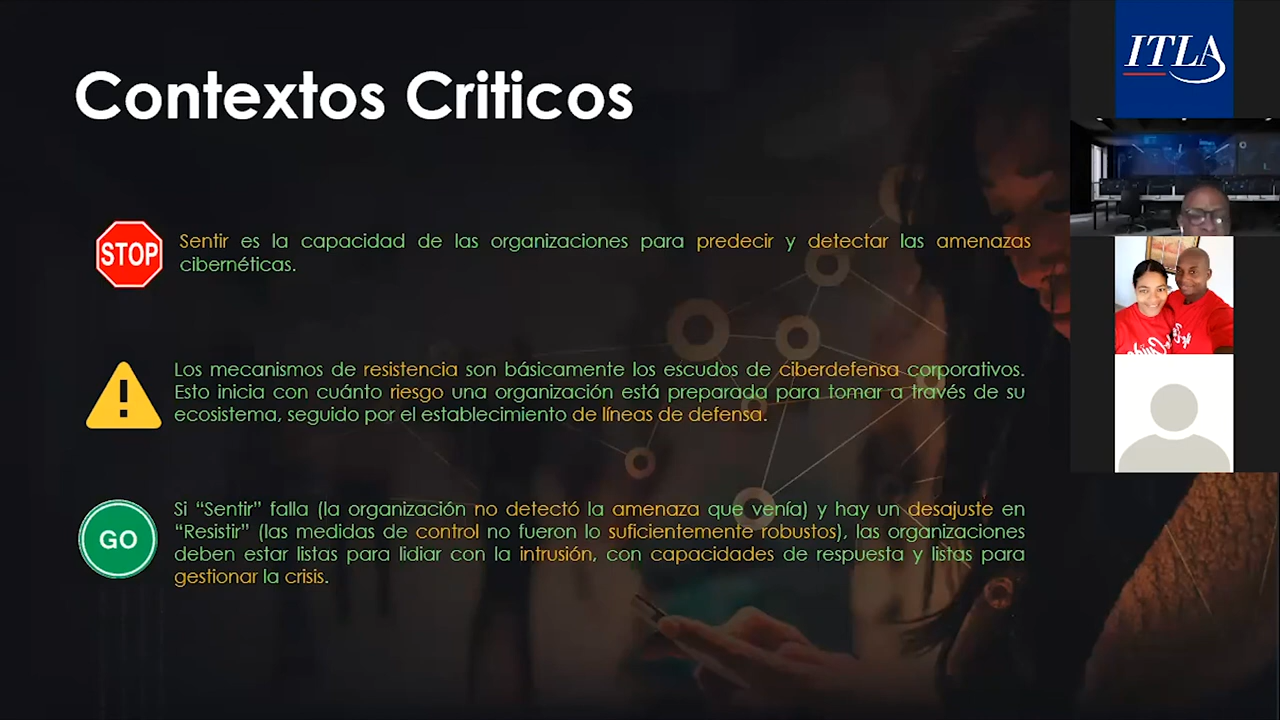 ITLA
Contextos Criticos
STOP
Sentir es la capacidad de las organizaciones para predecir y detectar las amenazas
cibernéticas.
Los mecanismos de resistencia son básicamente los escudos de ciberdefensa corporativos.
Esto inicia con cuánto riesgo una organización está preparada para tomar a través de su
ecosistema, seguido por el establecimiento de líneas de defensa.
GO
Si “Sentir” falla (la organización no detectó la amenaza que venía) y hay un desajuste en
“Resistir” (las medidas de control no fueron lo suficientemente robustos), las organizaciones
deben estar listas para lidiar con la intrusión, con capacidades de respuesta y listas para
gestionar la crisis.